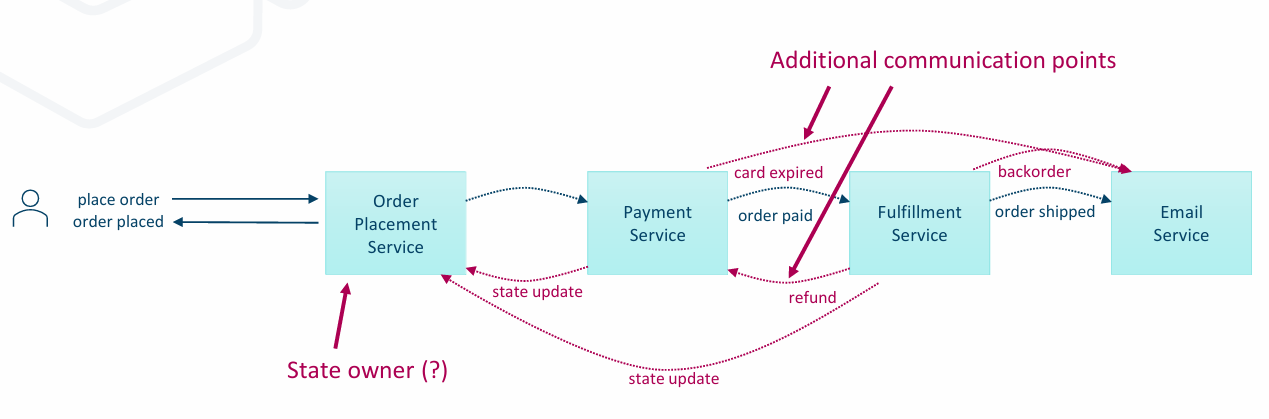 Additional communication points
card expired
backorder
place order
order placed
Order
Placement
Service
Payment
Service
order paid
Fulfillment
Service
order shipped
Email
Service
state update
refund
State owner (?)
state update